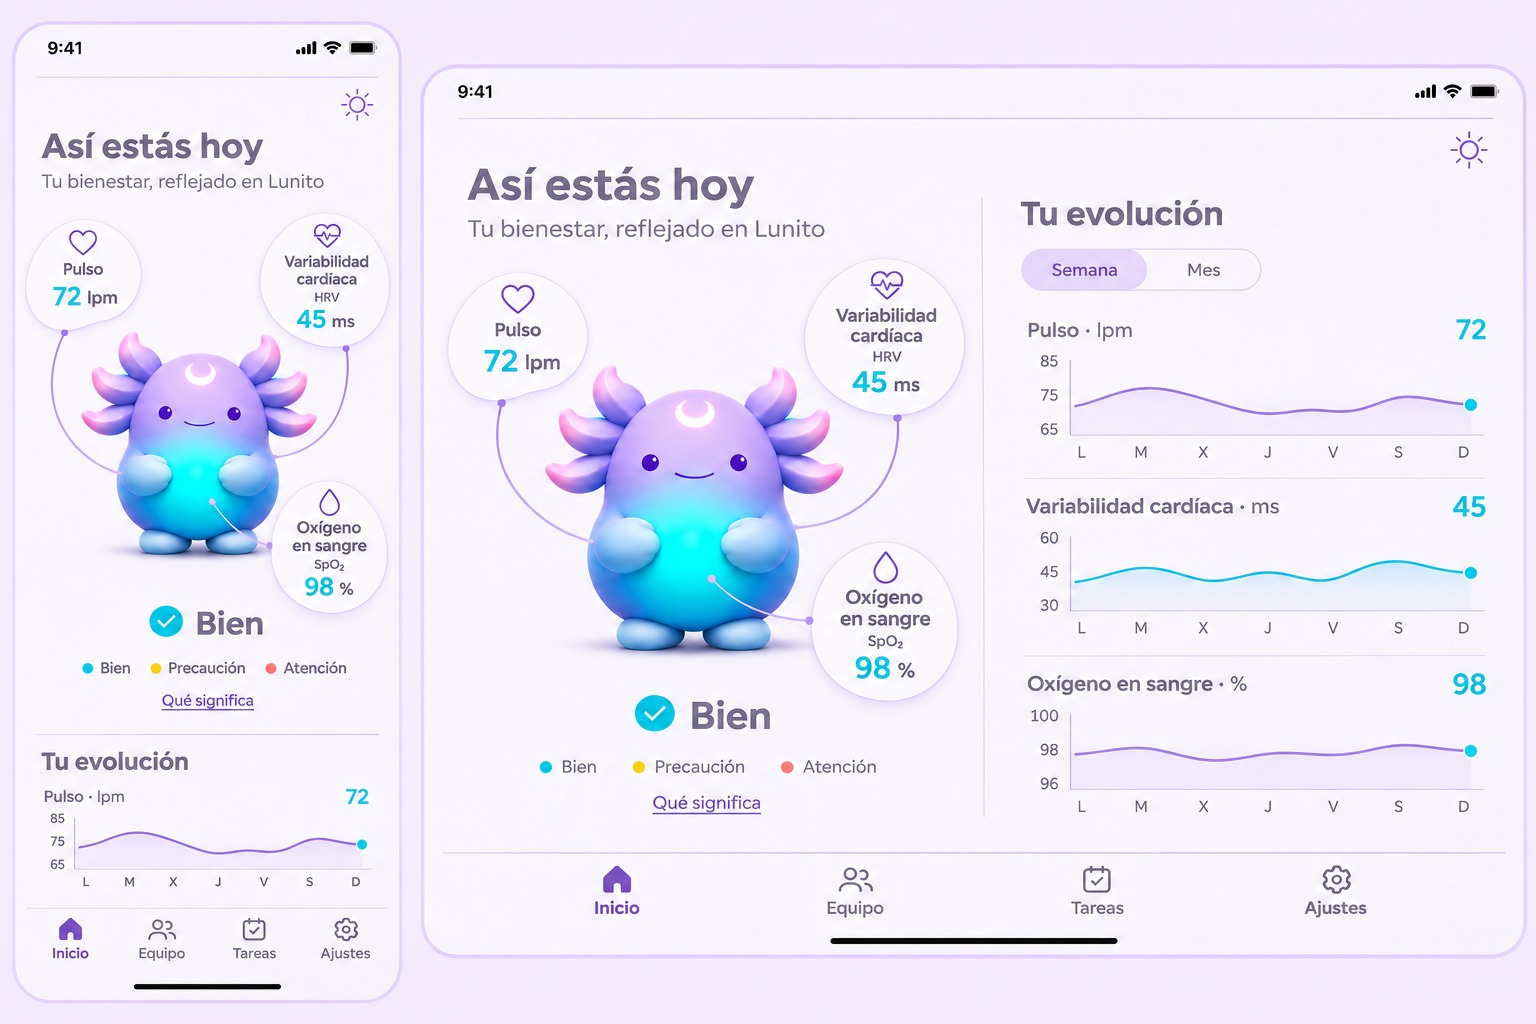 9:41
Así estás hoy
Tu bienestar, reflejado en Lunito
Pulso
72 lpm
Variabilidad
cardíaca
HRV
45 ms
Oxígeno
en sangre
SpO₂
98 %
Bien
Bien
Precaución
Atención
Qué significa
Tu evolución
Pulso · lpm
72
85
75
65
L M X J V S D
Inicio
Equipo
Tareas
Ajustes
9:41
Así estás hoy
Tu bienestar, reflejado en Lunito
Pulso
72 lpm
Variabilidad
cardíaca
HRV
45 ms
Oxígeno
en sangre
SpO₂
98 %
Bien
Bien
Precaución
Atención
Qué significa
Tu evolución
Semana
Mes
Pulso · lpm
72
85
75
65
L M X J V S D
Variabilidad cardíaca · ms
45
60
45
30
L M X J V S D
Oxígeno en sangre · %
98
100
98
96
L M X J V S D
Inicio
Equipo
Tareas
Ajustes